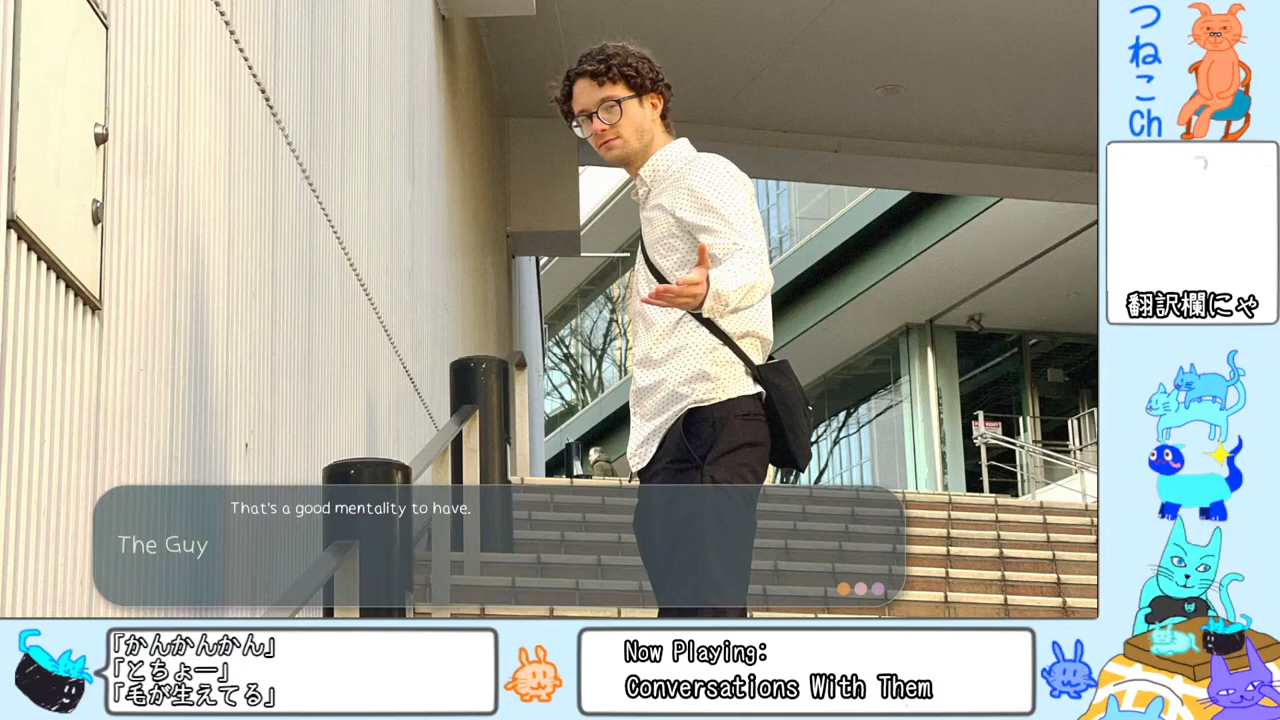 That's a good mentality to have.
The Guy
つねこ
Ch
翻訳欄にゃ
「かんかんかん」
「とちょー」
「毛が生えてる」
Now Playing:
Conversations With Them